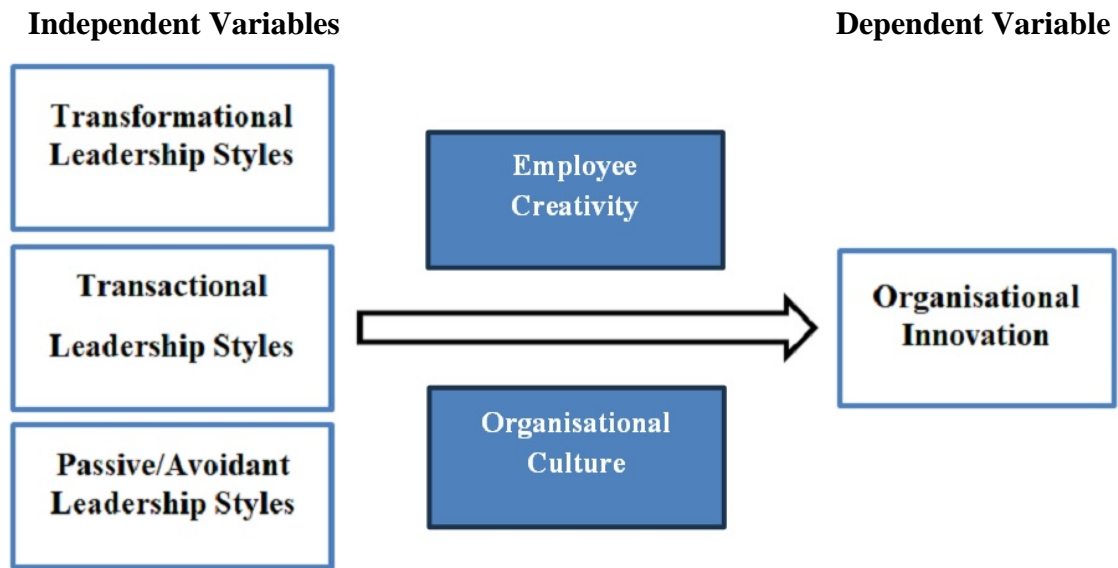 Independent Variables
Dependent Variable
Transformational
Leadership Styles
Employee
Creativity
Transactional
Leadership Styles
Organisational
Innovation
Organisational
Culture
Passive/Avoidant
Leadership Styles